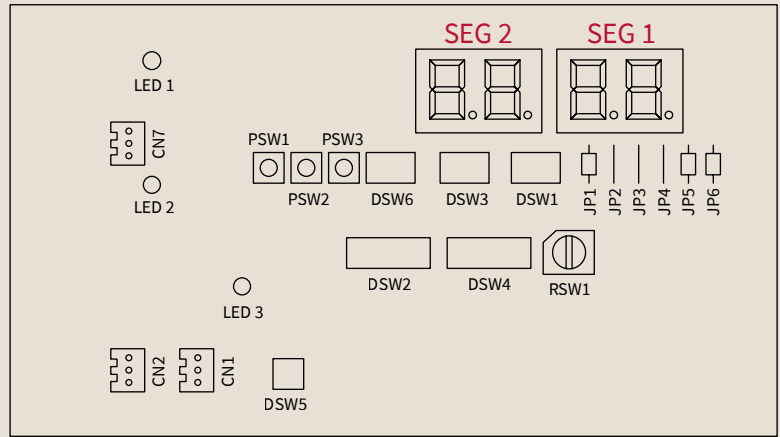 SEG 2 SEG 1
LED 1
CN7
PSW1 PSW3
LED 2
PSW2 DSW6 DSW3 DSW1
JP1 JP2 JP3 JP4 JP5 JP6
DSW2 DSW4 RSW1
LED 3
CN2 CN1
DSW5